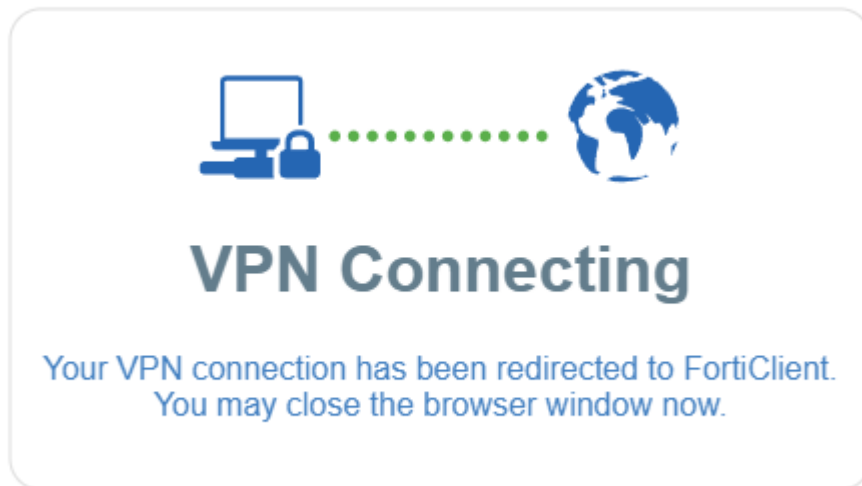 VPN Connecting
Your VPN connection has been redirected to FortiClient.
You may close the browser window now.